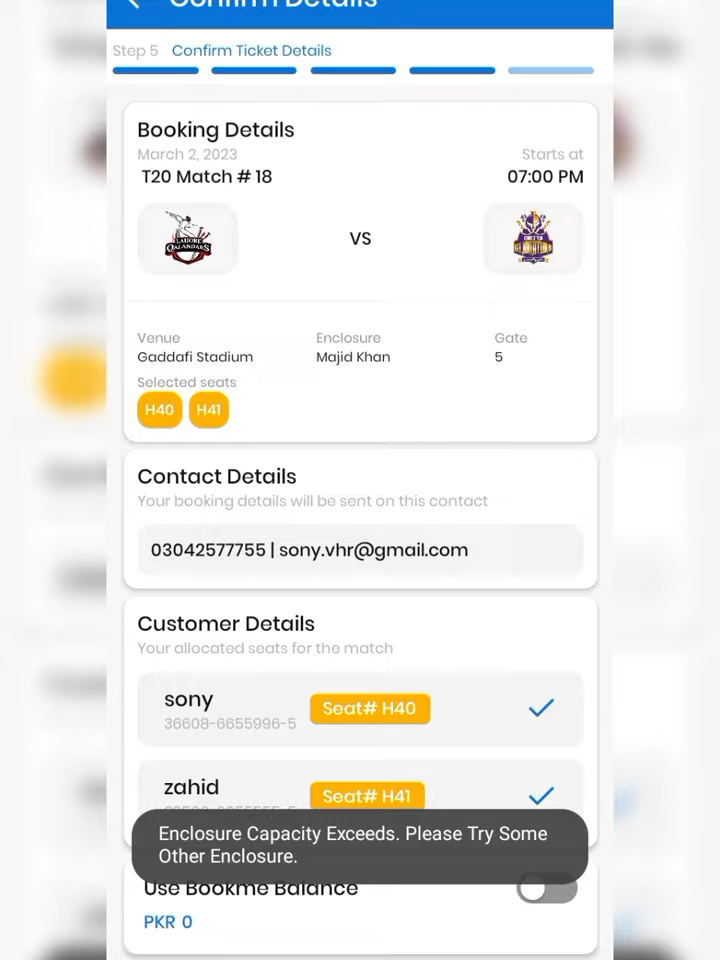 Confirm Details
Step 5 Confirm Ticket Details
Booking Details
March 2, 2023 Starts at
T20 Match # 18 07:00 PM
LAHORE
QALANDARS
VS
GLADIATORS
Venue Enclosure Gate
Gaddafi Stadium Majid Khan 5
Selected seats
H40 H41
Contact Details
Your booking details will be sent on this contact
03042577755 | sony.vhr@gmail.com
Customer Details
Your allocated seats for the match
sony
36608-6655996-5
Seat# H40
zahid
Seat# H41
Enclosure Capacity Exceeds. Please Try Some
Other Enclosure.
Use Bookme Balance
PKR 0